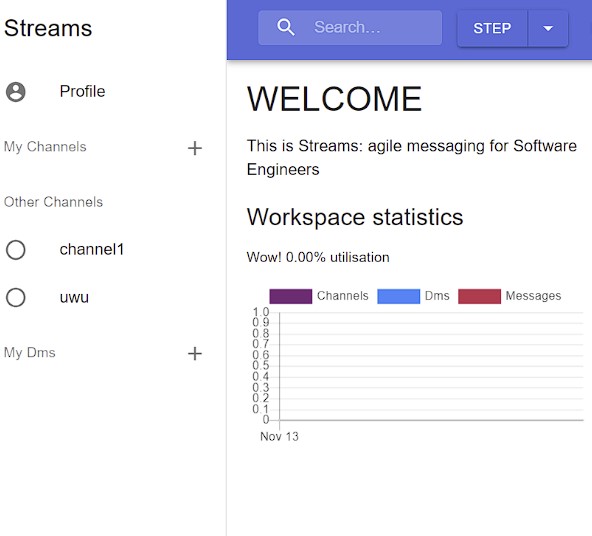 Streams
Profile
My Channels
Other Channels
channel1
uwu
My Dms
Search...
STEP
WELCOME
This is Streams: agile messaging for Software
Engineers
Workspace statistics
Wow! 0.00% utilisation
Channels Dms Messages
1.0
0.9
0.8
0.7
0.6
0.5
0.4
0.3
0.2
0.1
0
Nov 13